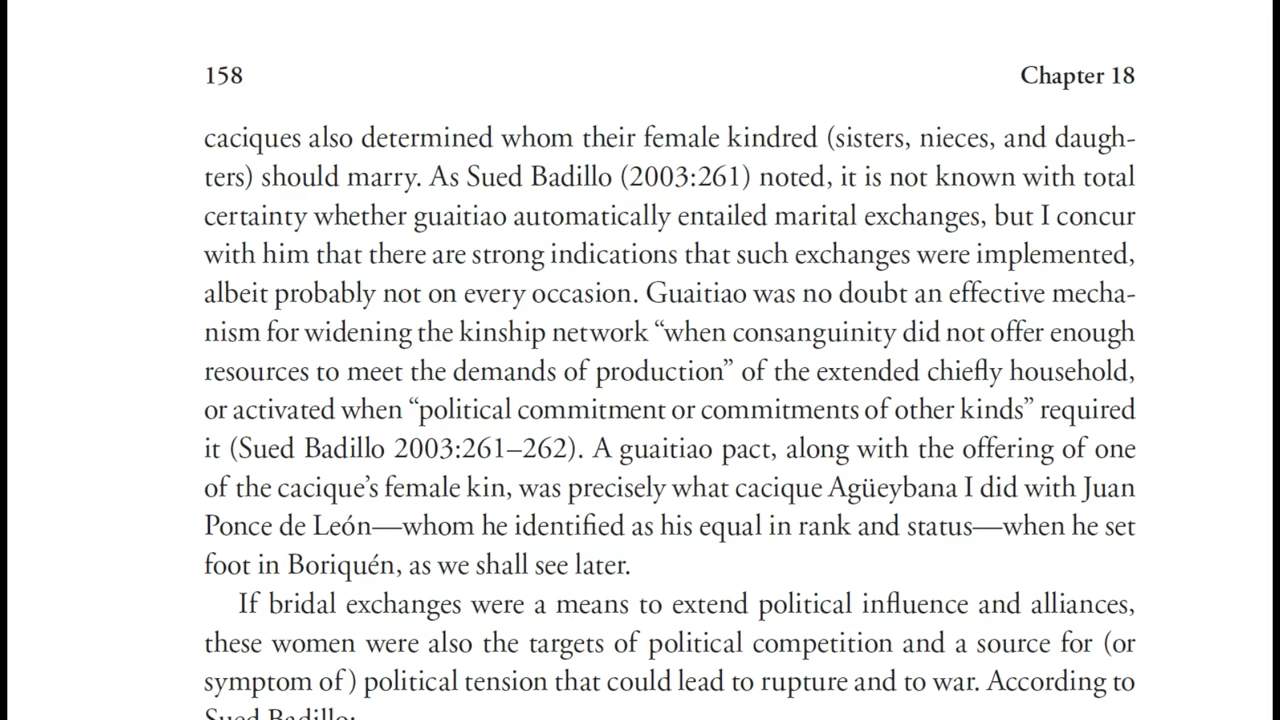 158
Chapter 18
caciques also determined whom their female kindred (sisters, nieces, and daugh-
ters) should marry. As Sued Badillo (2003:261) noted, it is not known with total
certainty whether guaitiao automatically entailed marital exchanges, but I concur
with him that there are strong indications that such exchanges were implemented,
albeit probably not on every occasion. Guaitiao was no doubt an effective mecha-
nism for widening the kinship network “when consanguinity did not offer enough
resources to meet the demands of production” of the extended chiefly household,
or activated when “political commitment or commitments of other kinds” required
it (Sued Badillo 2003:261–262). A guaitiao pact, along with the offering of one
of the cacique’s female kin, was precisely what cacique Agüeybana I did with Juan
Ponce de León—whom he identified as his equal in rank and status—when he set
foot in Boriquén, as we shall see later.
If bridal exchanges were a means to extend political influence and alliances,
these women were also the targets of political competition and a source for (or
symptom of) political tension that could lead to rupture and to war. According to
Sued Badillo: